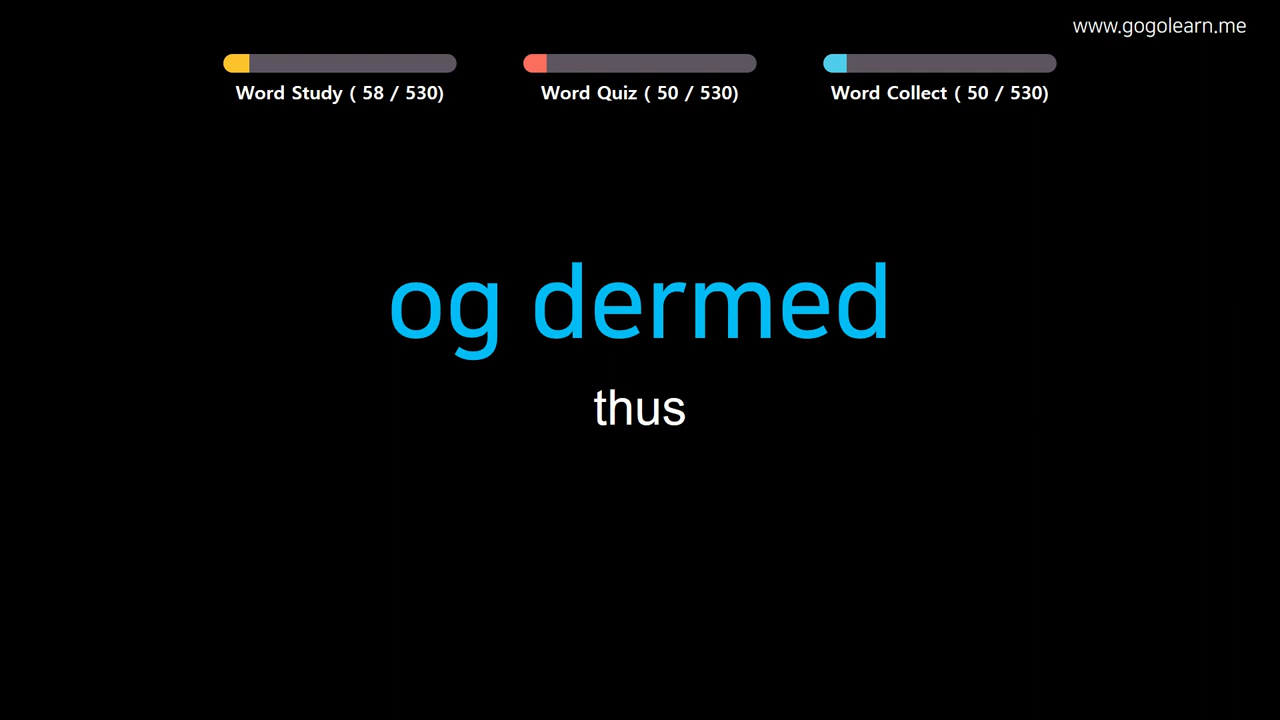 www.gogolearn.me
Word Study ( 58 / 530)
Word Quiz ( 50 / 530)
Word Collect ( 50 / 530)
og dermed
thus